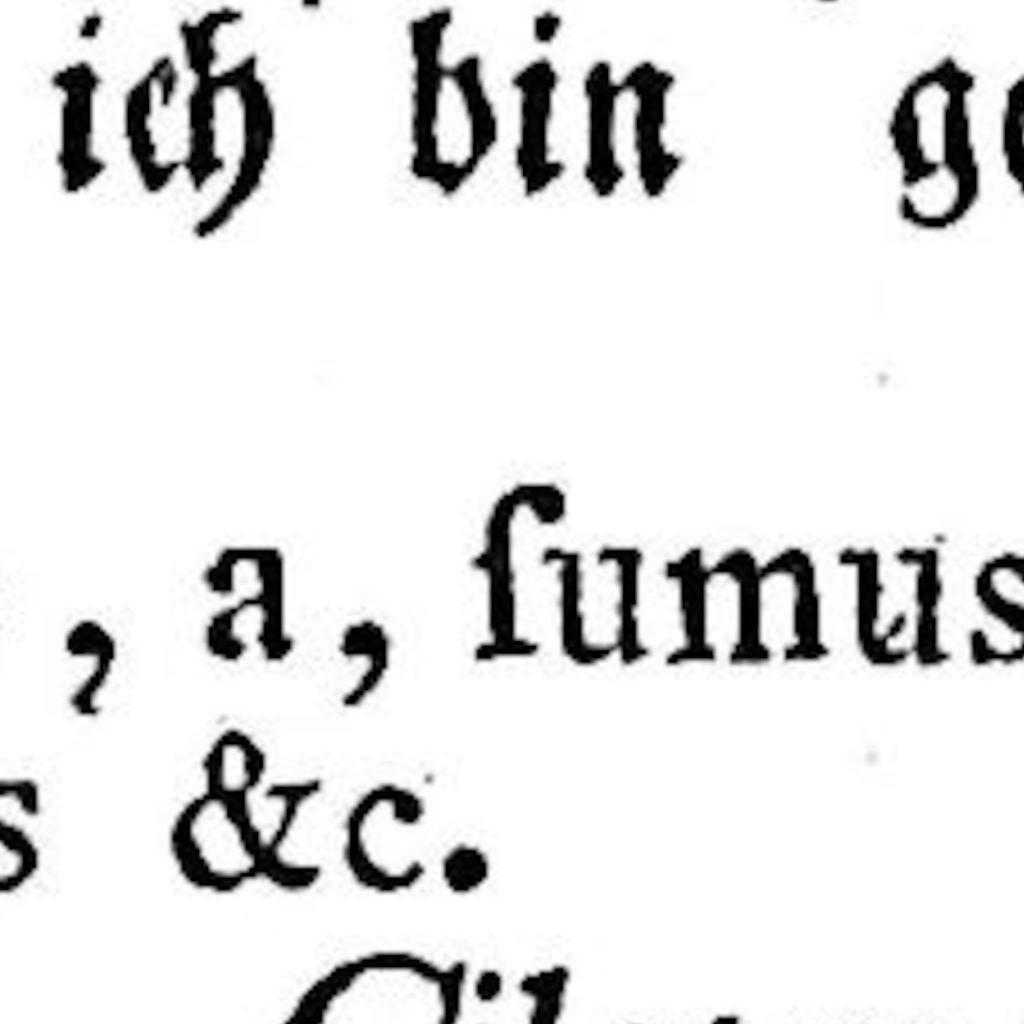 ich bin
, a, ſumus
s &c.